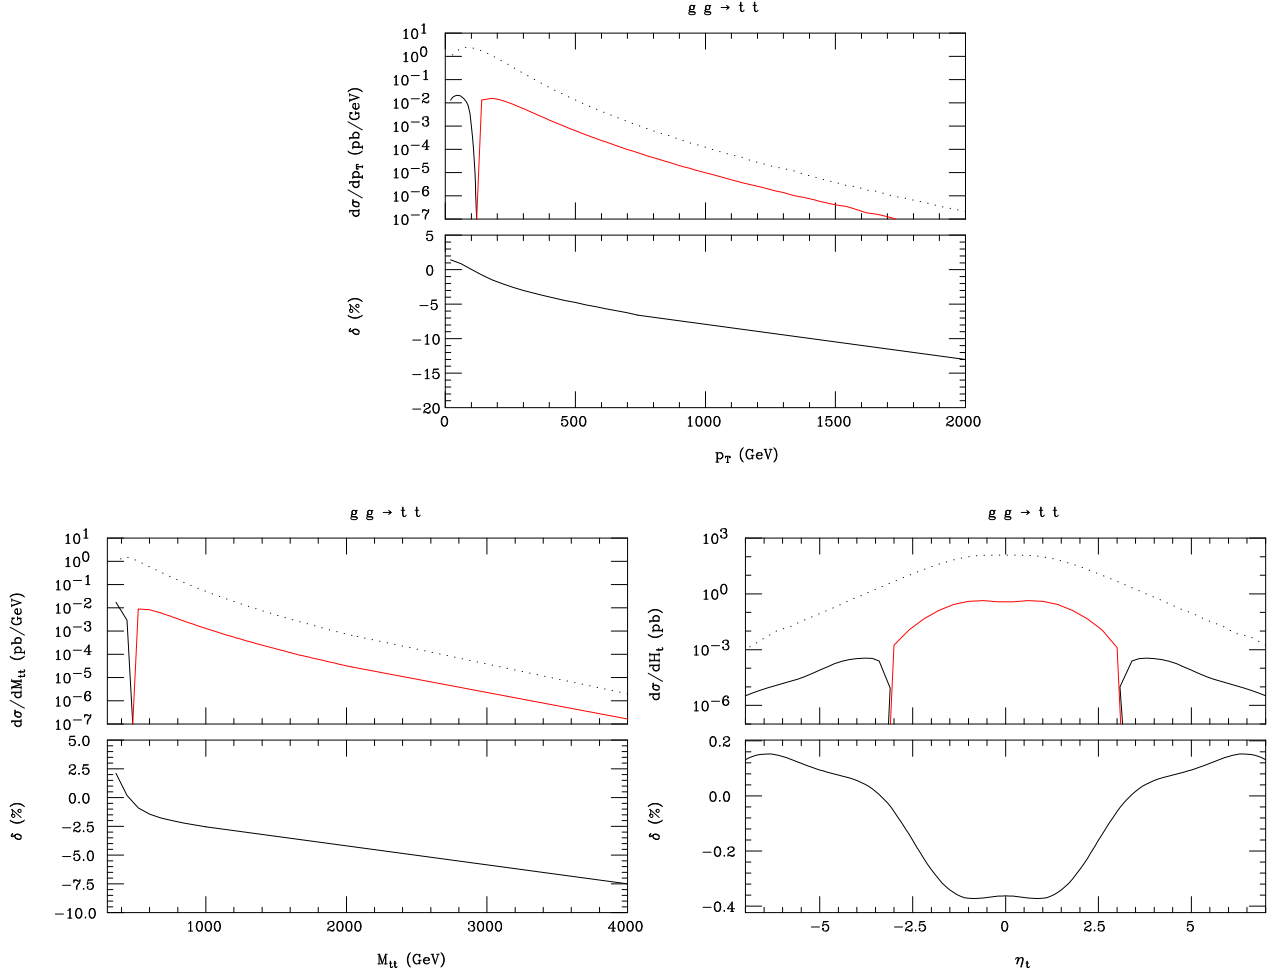 g g → t t
dσ/dp_T (pb/GeV)
10^1
10^0
10^−1
10^−2
10^−3
10^−4
10^−5
10^−6
10^−7
δ (%)
5
0
−5
−10
−15
−20
0 500 1000 1500 2000
p_T (GeV)
g g → t t
dσ/dM_tt (pb/GeV)
10^1
10^0
10^−1
10^−2
10^−3
10^−4
10^−5
10^−6
10^−7
δ (%)
5.0
2.5
0.0
−2.5
−5.0
−7.5
−10.0
1000 2000 3000 4000
M_tt (GeV)
g g → t t
dσ/dH_t (pb)
10^3
10^0
10^−3
10^−6
δ (%)
0.2
0.0
−0.2
−0.4
−5 −2.5 0 2.5 5
η_t